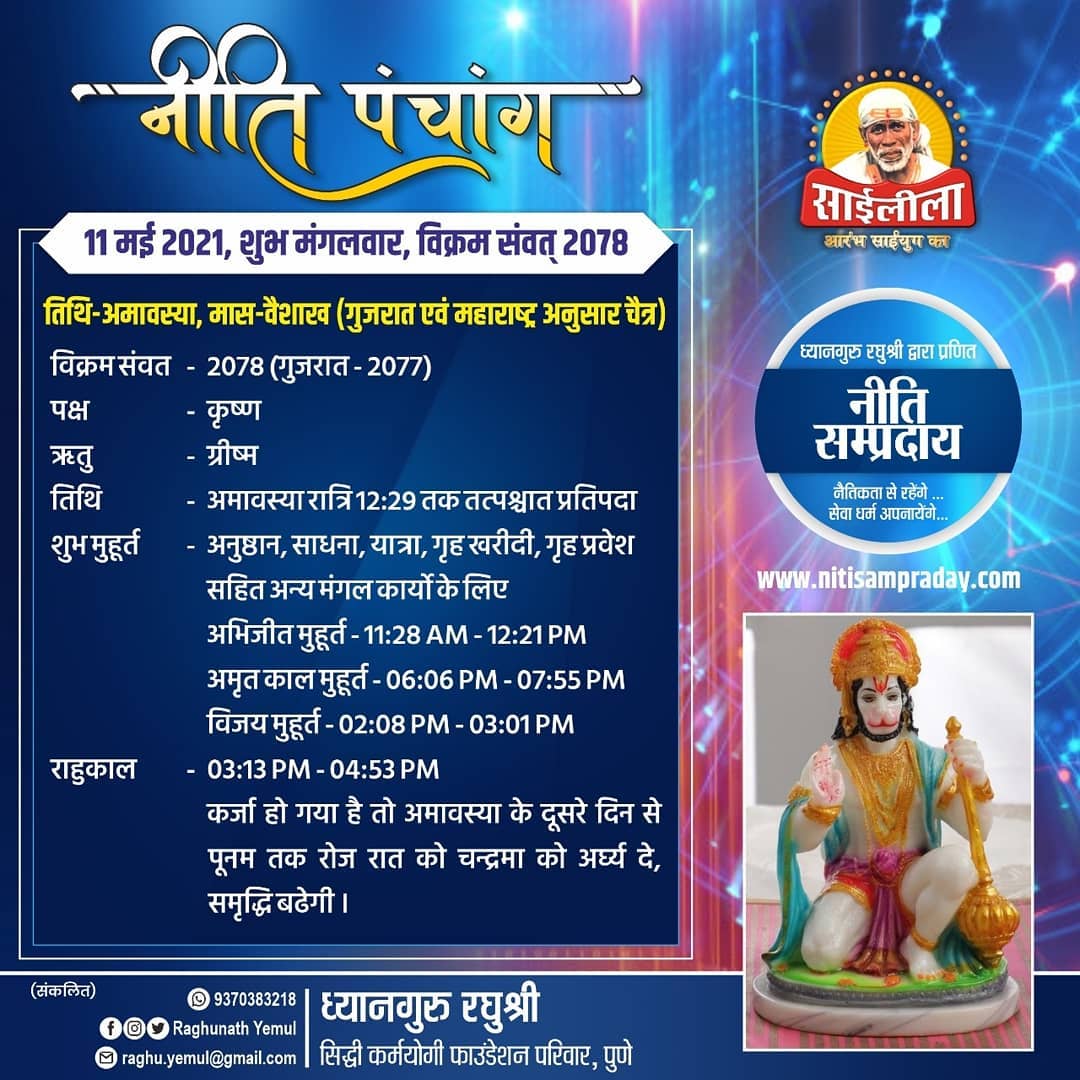 नीति पंचांग
साईलीला
आरंभ साईयुग का
11 मई 2021, शुभ मंगलवार, विक्रम संवत् 2078
तिथि-अमावस्या, मास-वैशाख (गुजरात एवं महाराष्ट्र अनुसार चैत्र)
विक्रम संवत - 2078 (गुजरात - 2077)
पक्ष - कृष्ण
ऋतु - ग्रीष्म
तिथि - अमावस्या रात्रि 12:29 तक तत्पश्चात प्रतिपदा
शुभ मुहूर्त - अनुष्ठान, साधना, यात्रा, गृह खरीदी, गृह प्रवेश
सहित अन्य मंगल कार्यो के लिए
अभिजीत मुहूर्त - 11:28 AM - 12:21 PM
अमृत काल मुहूर्त - 06:06 PM - 07:55 PM
विजय मुहूर्त - 02:08 PM - 03:01 PM
राहुकाल - 03:13 PM - 04:53 PM
कर्जा हो गया है तो अमावस्या के दूसरे दिन से
पूनम तक रोज रात को चन्द्रमा को अर्घ्य दे,
समृद्धि बढेगी ।
ध्यानगुरु रघुश्री द्वारा प्रणित
नीति
सम्प्रदाय
नैतिकता से रहेंगे ...
सेवा धर्म अपनायेंगे...
www.nitisampraday.com
(संकलित)
9370383218
Raghunath Yemul
raghu.yemul@gmail.com
ध्यानगुरु रघुश्री
सिद्धी कर्मयोगी फाउंडेशन परिवार, पुणे